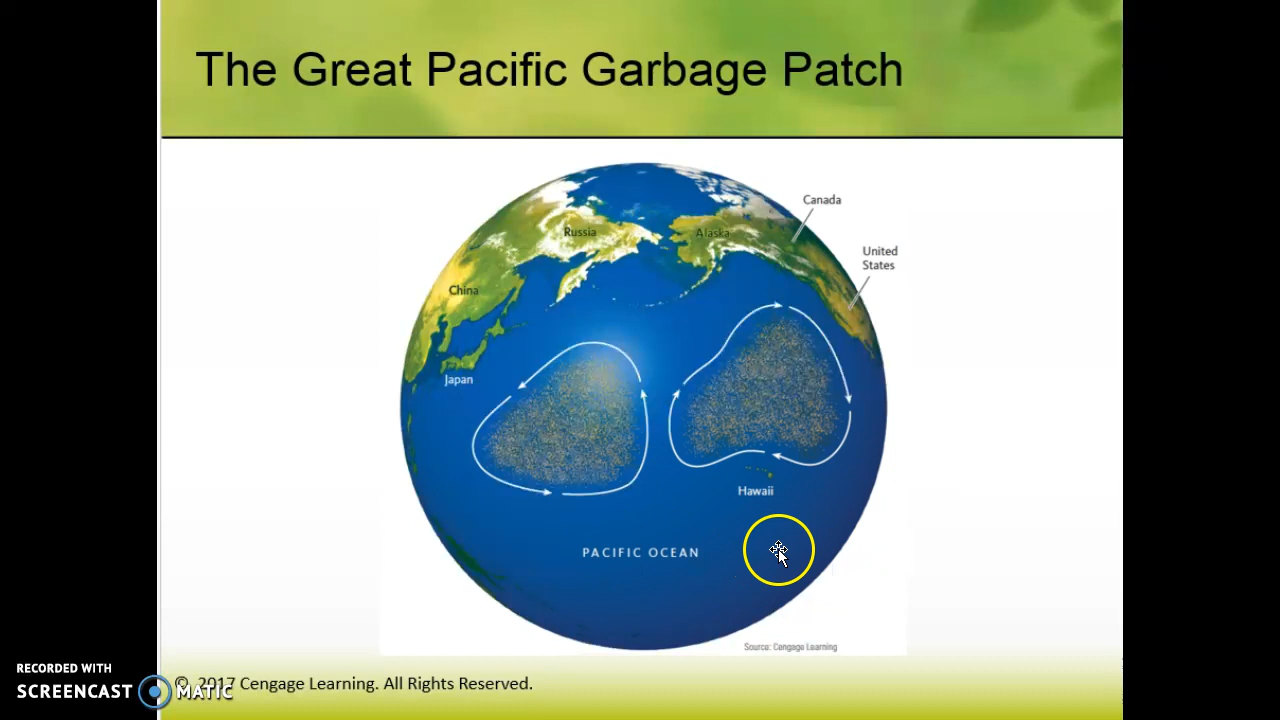 The Great Pacific Garbage Patch
Canada
Russia
Alaska
United
States
China
Japan
Hawaii
PACIFIC OCEAN
Source: Cengage Learning
RECORDED WITH
SCREENCAST MATIC
© 2017 Cengage Learning. All Rights Reserved.